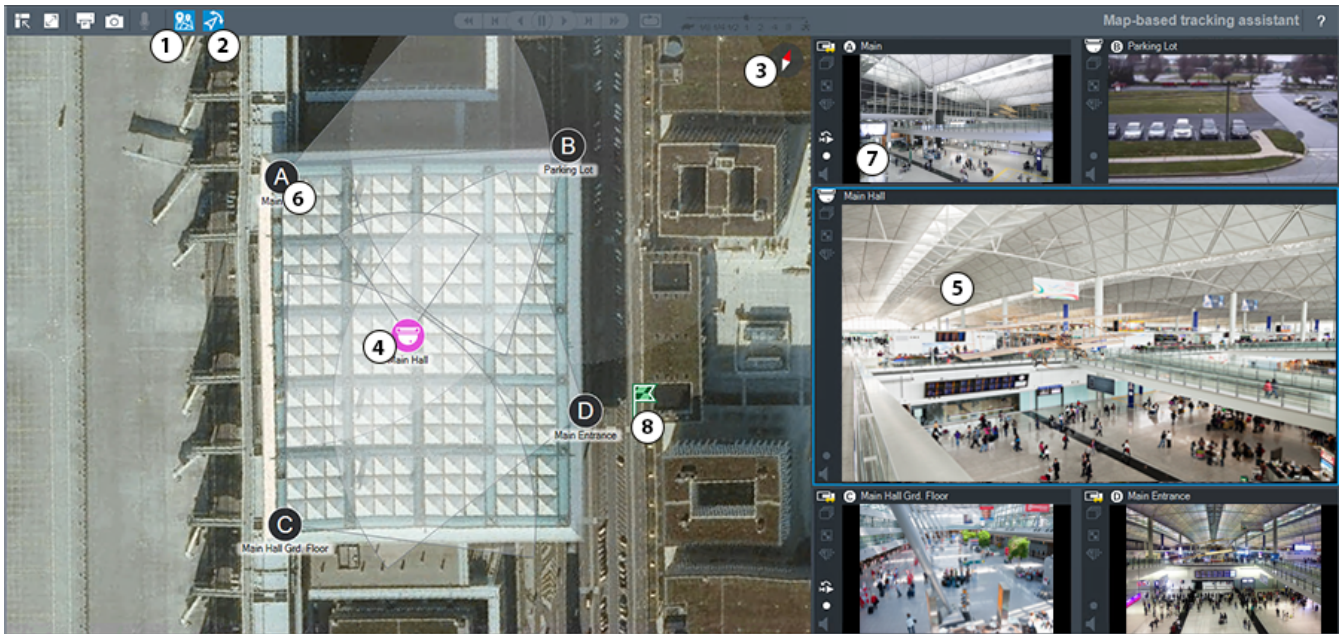 Map-based tracking assistant ?
1
2
3
A Main
B Parking Lot
7
A
Main
6
B
Parking Lot
Main Hall
5
4
Main Hall
D
Main Entrance
8
C
Main Hall Grd. Floor
C Main Hall Grd. Floor
D Main Entrance